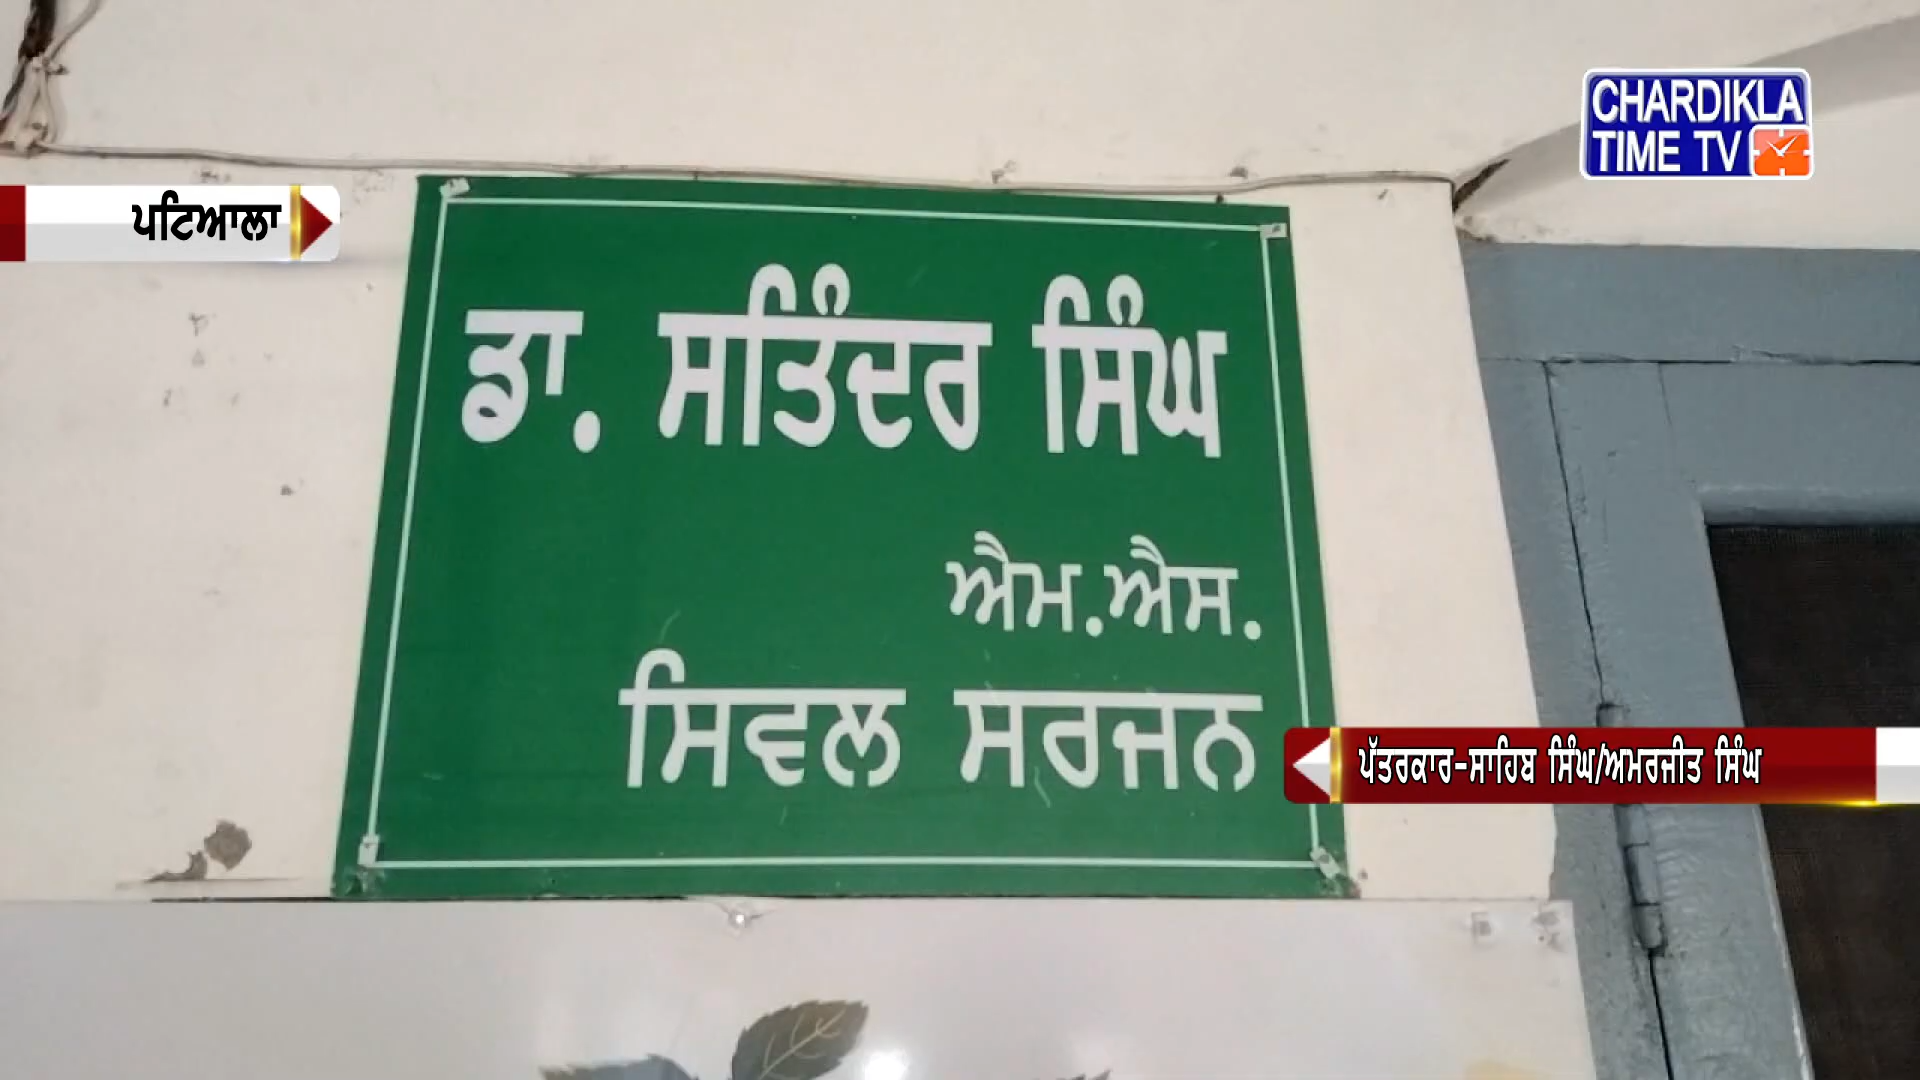 CHARDIKLA
TIME TV
ਪਟਿਆਲਾ
ਡਾ. ਸਤਿੰਦਰ ਸਿੰਘ
ਐਮ.ਐਸ.
ਸਿਵਲ ਸਰਜਨ
ਪੱਤਰਕਾਰ-ਸਾਹਿਬ ਸਿੰਘ/ਅਮਰਜੀਤ ਸਿੰਘ